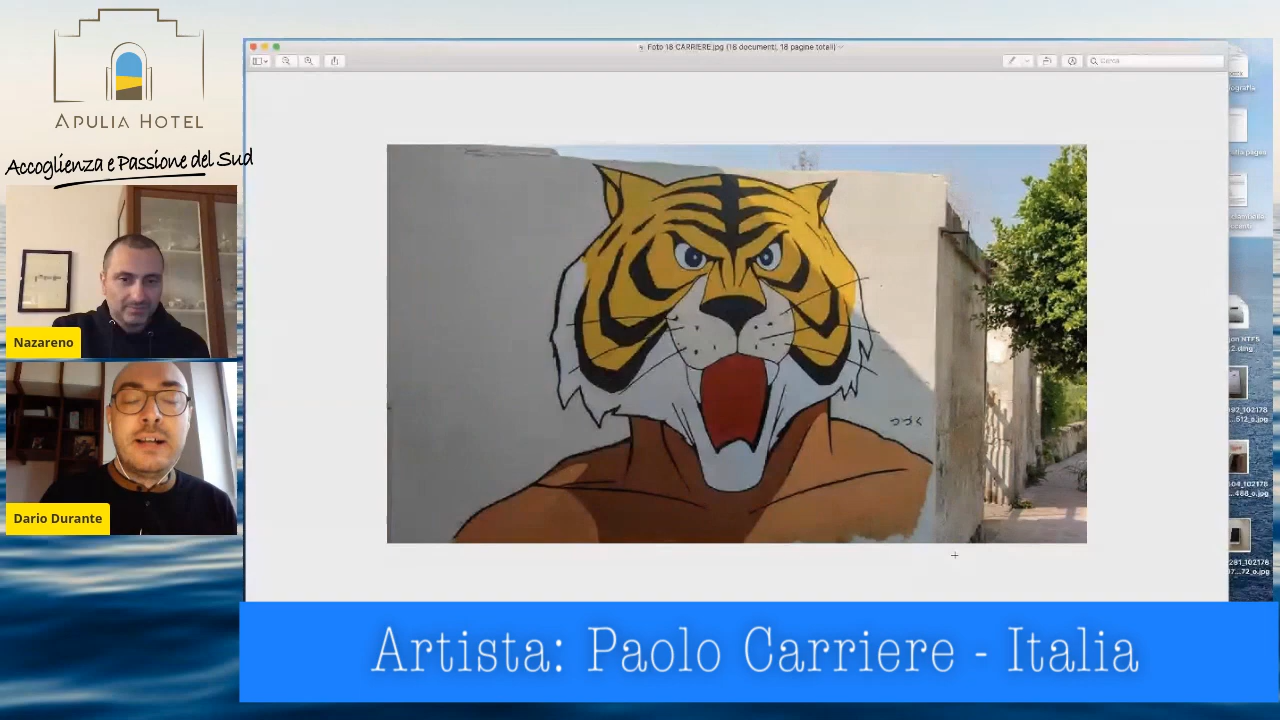 APULIA HOTEL
Accoglienza e Passione del Sud
Foto 18 CARRIERE.jpg (18 documenti, 18 pagine totali)
Cerca
つづく
Nazareno
Dario Durante
Artista: Paolo Carriere - Italia